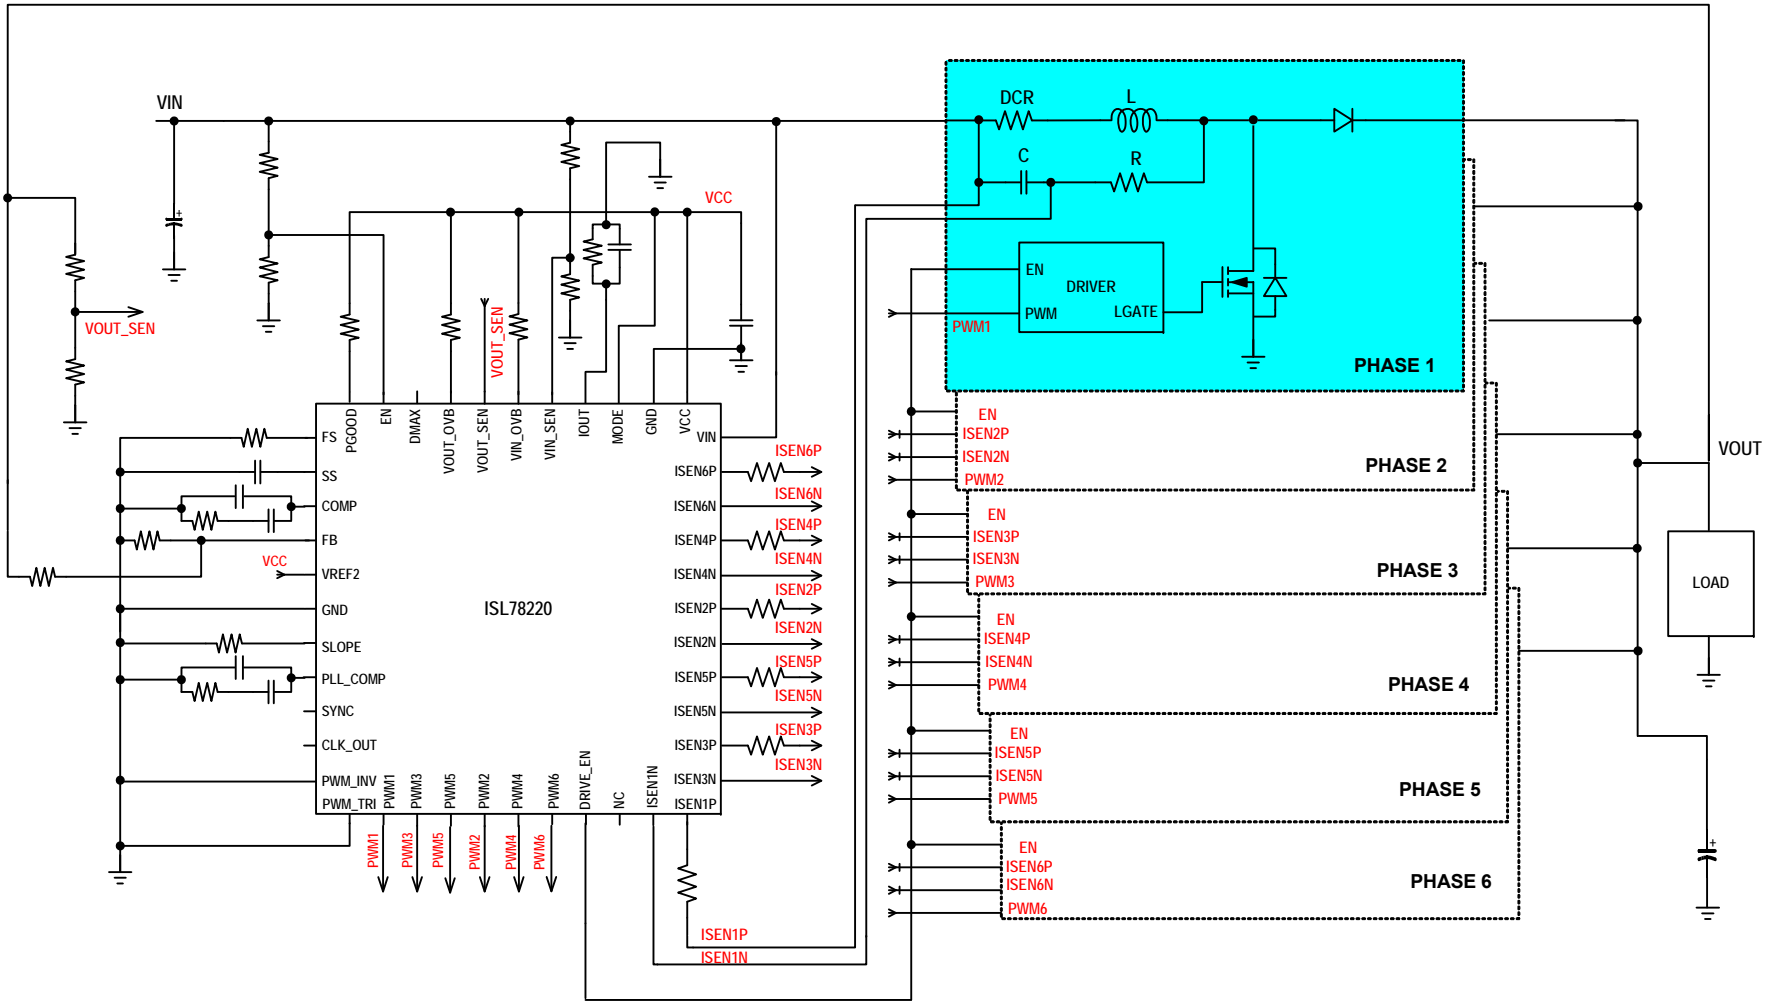 VIN
VCC
VOUT_SEN
VOUT_SEN
PGOOD
EN
DMAX
VOUT_OVB
VOUT_SEN
VIN_OVB
VIN_SEN
IOUT
MODE
GND
VCC
FS
SS
COMP
FB
VCC
VREF2
GND
SLOPE
PLL_COMP
SYNC
CLK_OUT
PWM_INV
PWM_TRI
ISL78220
VIN
ISEN6P
ISEN6N
ISEN4P
ISEN4N
ISEN2P
ISEN2N
ISEN5P
ISEN5N
ISEN3P
ISEN3N
ISEN1P
ISEN6P
ISEN6N
ISEN4P
ISEN4N
ISEN2P
ISEN2N
ISEN5P
ISEN5N
ISEN3P
ISEN3N
PWM1
PWM3
PWM5
PWM2
PWM4
PWM6
DRIVE_EN
NC
ISEN1N
PWM1
PWM3
PWM5
PWM2
PWM4
PWM6
ISEN1P
ISEN1N
DCR
L
C
R
EN
DRIVER
PWM
LGATE
PWM1
PHASE 1
EN
ISEN2P
ISEN2N
PWM2
PHASE 2
EN
ISEN3P
ISEN3N
PWM3
PHASE 3
EN
ISEN4P
ISEN4N
PWM4
PHASE 4
EN
ISEN5P
ISEN5N
PWM5
PHASE 5
EN
ISEN6P
ISEN6N
PWM6
PHASE 6
VOUT
LOAD